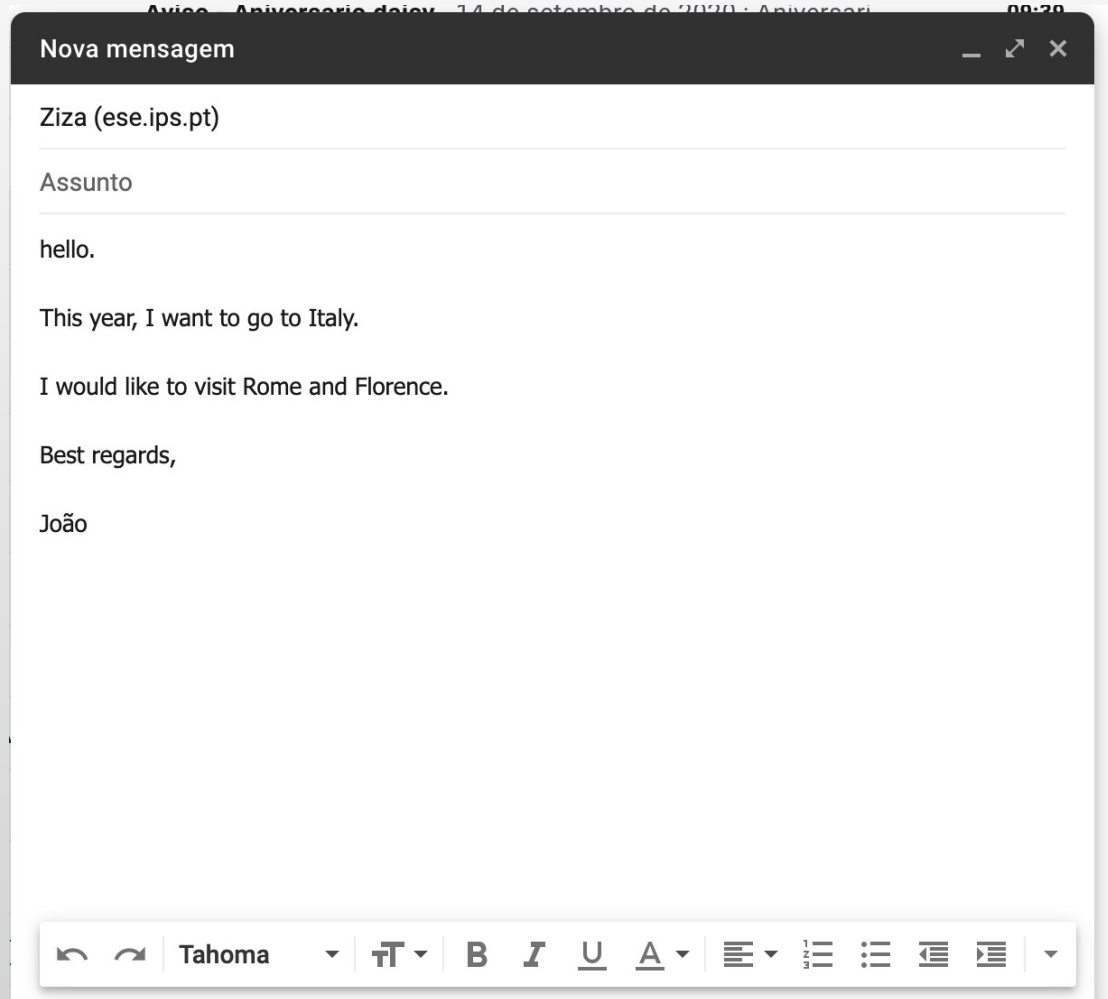 Nova mensagem
Ziza (ese.ips.pt)
Assunto
hello.
This year, I want to go to Italy.
I would like to visit Rome and Florence.
Best regards,
João
Tahoma